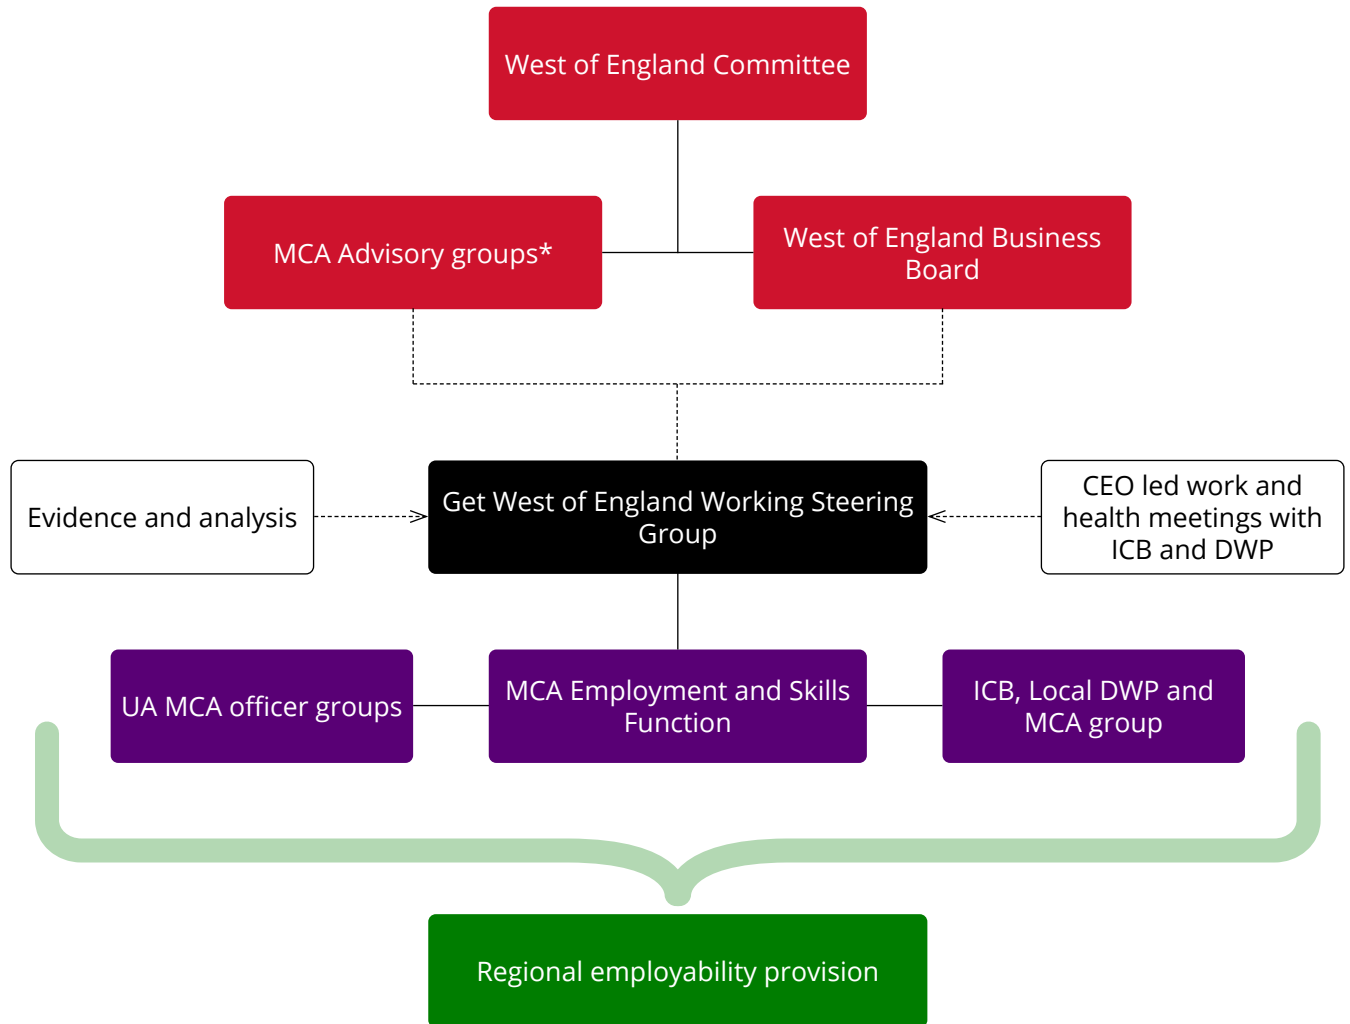 West of England Committee
MCA Advisory groups*
West of England Business
Board
Evidence and analysis
Get West of England Working Steering
Group
CEO led work and
health meetings with
ICB and DWP
UA MCA officer groups
MCA Employment and Skills
Function
ICB, Local DWP and
MCA group
Regional employability provision